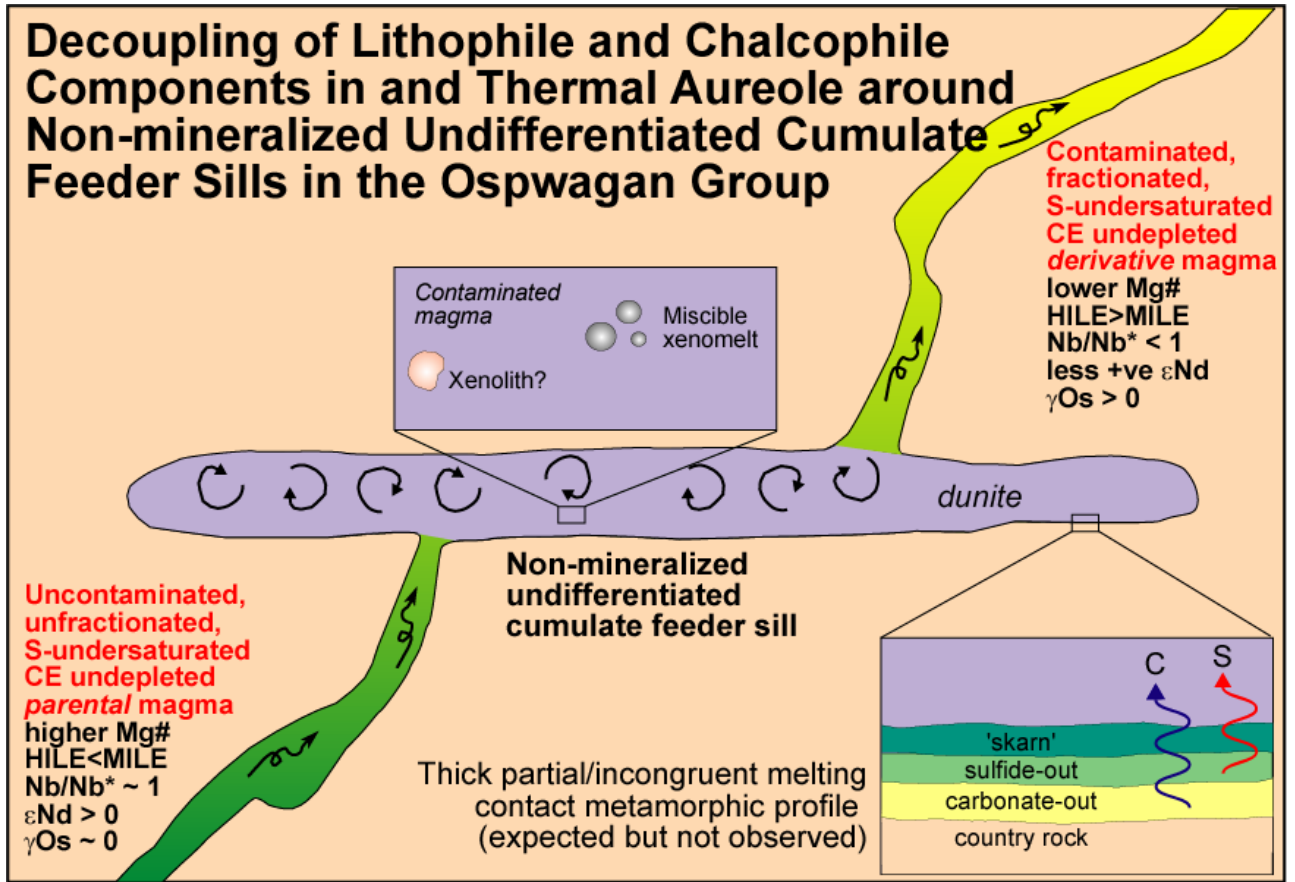 Decoupling of Lithophile and Chalcophile
Components in and Thermal Aureole around
Non-mineralized Undifferentiated Cumulate
Feeder Sills in the Ospwagan Group
Contaminated,
fractionated,
S-undersaturated
CE undepleted
derivative magma
lower Mg#
HILE>MILE
Nb/Nb* < 1
less +ve εNd
γOs > 0
Contaminated
magma
Miscible
xenomelt
Xenolith?
dunite
Non-mineralized
undifferentiated
cumulate feeder sill
Uncontaminated,
unfractionated,
S-undersaturated
CE undepleted
parental magma
higher Mg#
HILE<MILE
Nb/Nb* ~ 1
εNd > 0
γOs ~ 0
Thick partial/incongruent melting
contact metamorphic profile
(expected but not observed)
C S
'skarn'
sulfide-out
carbonate-out
country rock